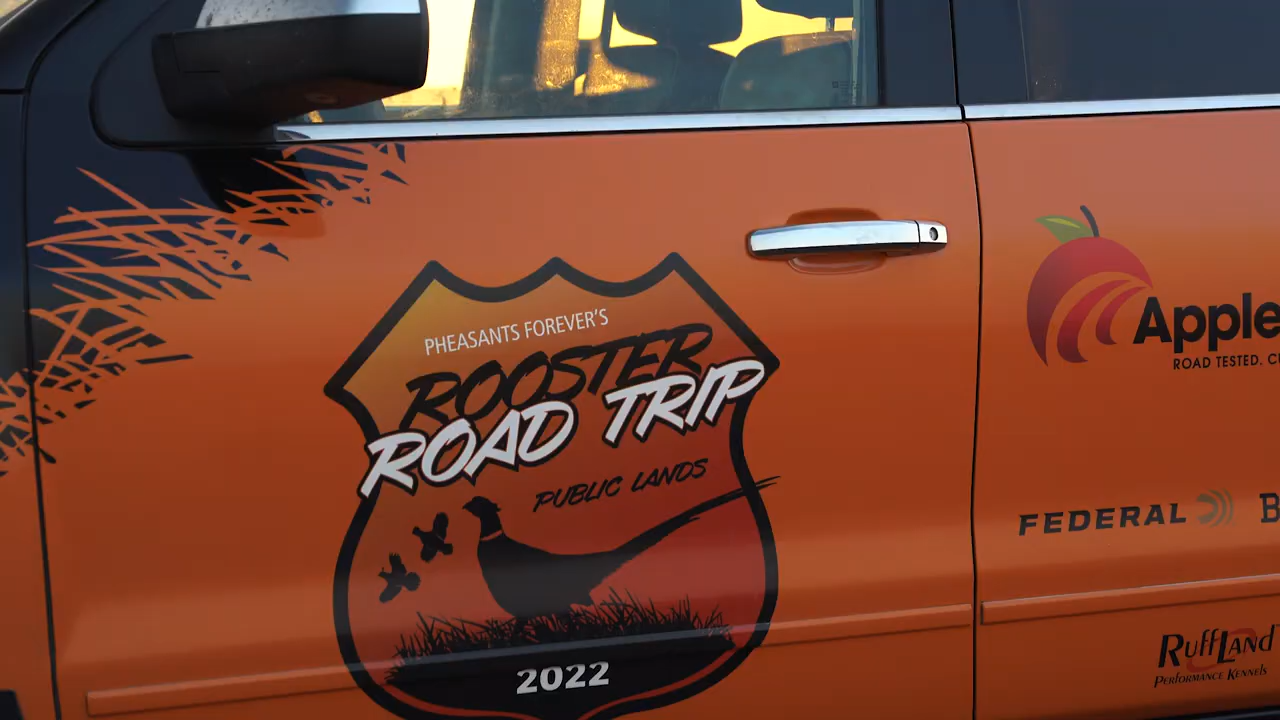 PHEASANTS FOREVER'S
ROOSTER
ROAD TRIP
PUBLIC LANDS
2022
Apple
ROAD TESTED.
FEDERAL
RUFFLAND
PERFORMANCE KENNELS